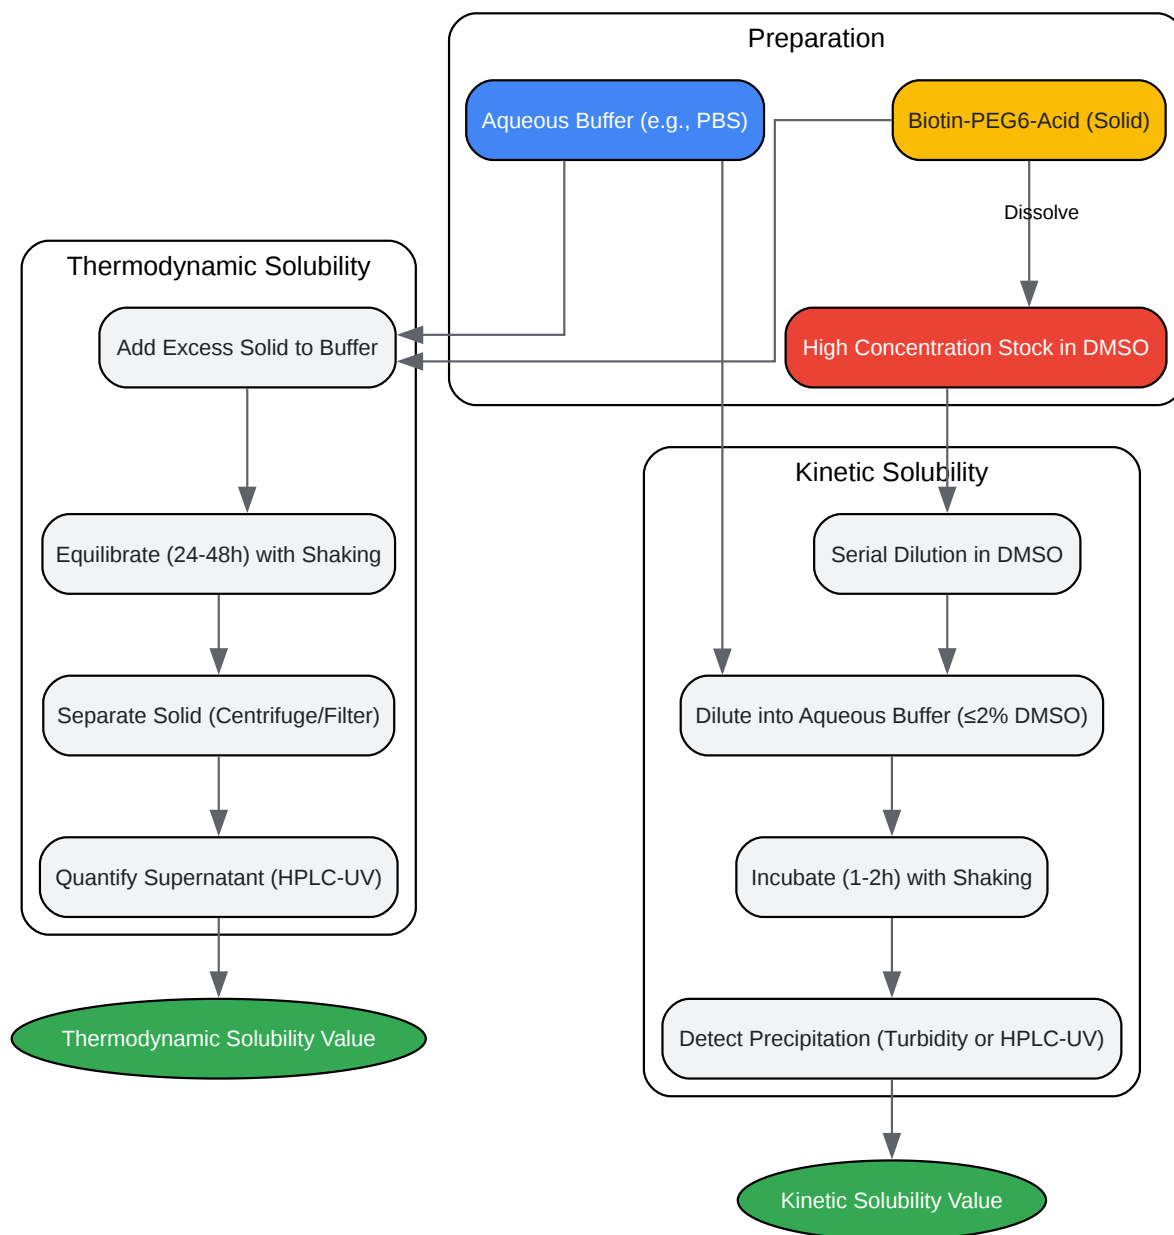 Preparation
Aqueous Buffer (e.g., PBS)
Biotin-PEG6-Acid (Solid)
Dissolve
High Concentration Stock in DMSO
Thermodynamic Solubility
Add Excess Solid to Buffer
Equilibrate (24-48h) with Shaking
Separate Solid (Centrifuge/Filter)
Quantify Supernatant (HPLC-UV)
Thermodynamic Solubility Value
Kinetic Solubility
Serial Dilution in DMSO
Dilute into Aqueous Buffer (≤2% DMSO)
Incubate (1-2h) with Shaking
Detect Precipitation (Turbidity or HPLC-UV)
Kinetic Solubility Value